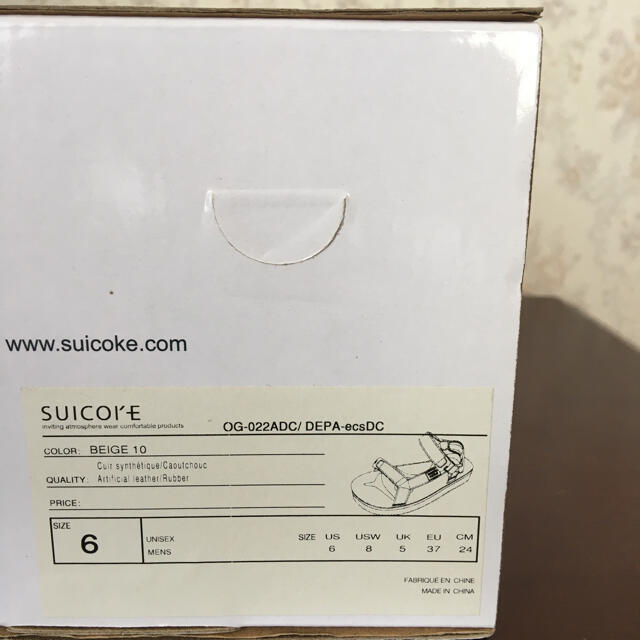 www.suicoke.com
SUICOKE
inviting atmosphere wear comfortable products
OG-022ADC/ DEPA-ecsDC
COLOR: BEIGE 10
Cuir synthétique/Caoutchouc
QUALITY: Artificial leather/Rubber
PRICE:
SIZE
6
UNISEX
MENS
SIZE US USW UK EU CM
6 8 5 37 24
FABRIQUÉ EN CHINE
MADE IN CHINA